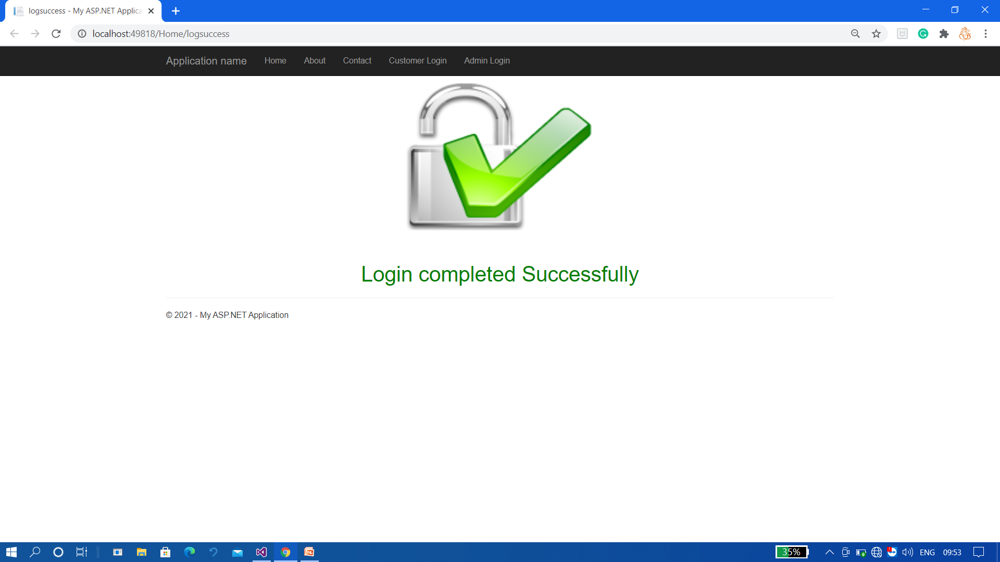 logsuccess - My ASP.NET Applica
localhost:49818/Home/logsuccess
Application name Home About Contact Customer Login Admin Login
Login completed Successfully
© 2021 - My ASP.NET Application
35% ENG 09:53